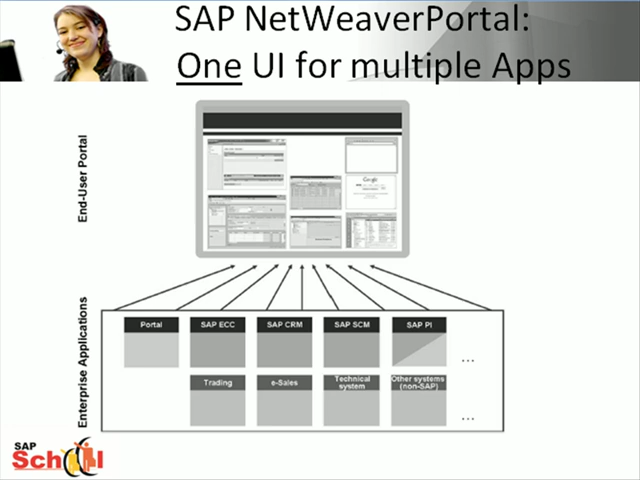 SAP NetWeaverPortal:
One UI for multiple Apps
End-User Portal
Google
Enterprise Applications
Portal
SAP ECC
SAP CRM
SAP SCM
SAP PI
...
Trading
e-Sales
Technical
system
Other systems
(non-SAP)
...
SAP
School